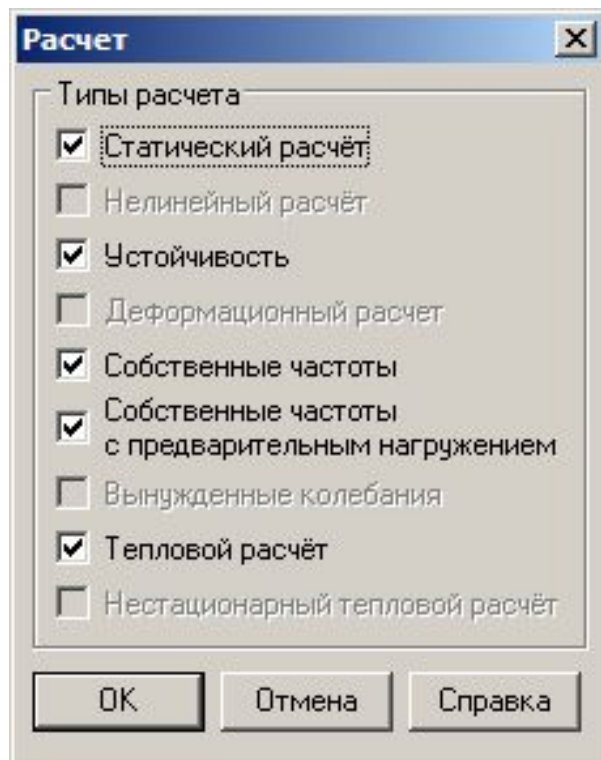 Расчет
Типы расчета
Статический расчёт
Нелинейный расчёт
Устойчивость
Деформационный расчет
Собственные частоты
Собственные частоты
с предварительным нагружением
Вынужденные колебания
Тепловой расчёт
Нестационарный тепловой расчёт
OK Отмена Справка